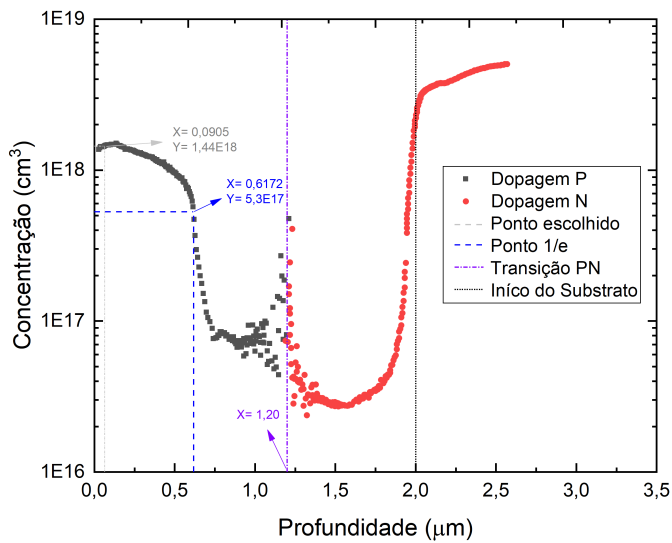 1E19
1E18
1E17
1E16
Concentração (cm³)
X= 0,0905
Y= 1,44E18
X= 0,6172
Y= 5,3E17
Dopagem P
Dopagem N
Ponto escolhido
Ponto 1/e
Transição PN
Iníco do Substrato
X= 1,20
0,0 0,5 1,0 1,5 2,0 2,5 3,0 3,5
Profundidade (μm)